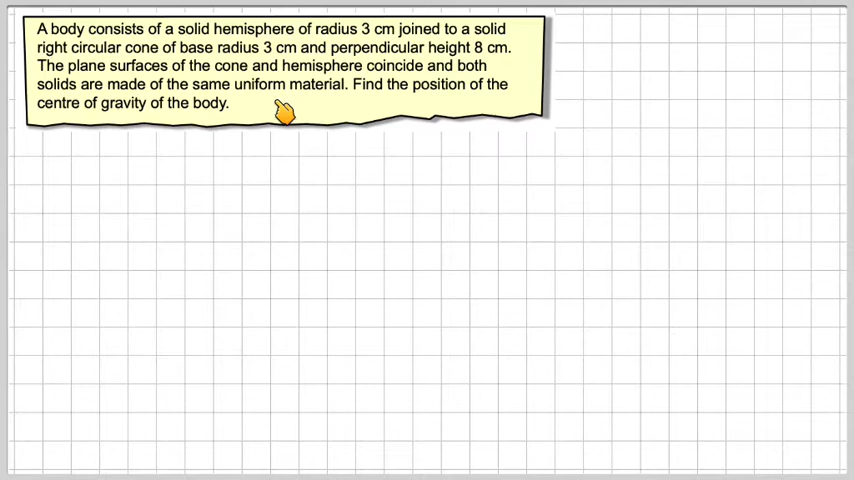 A body consists of a solid hemisphere of radius 3 cm joined to a solid
right circular cone of base radius 3 cm and perpendicular height 8 cm.
The plane surfaces of the cone and hemisphere coincide and both
solids are made of the same uniform material. Find the position of the
centre of gravity of the body.